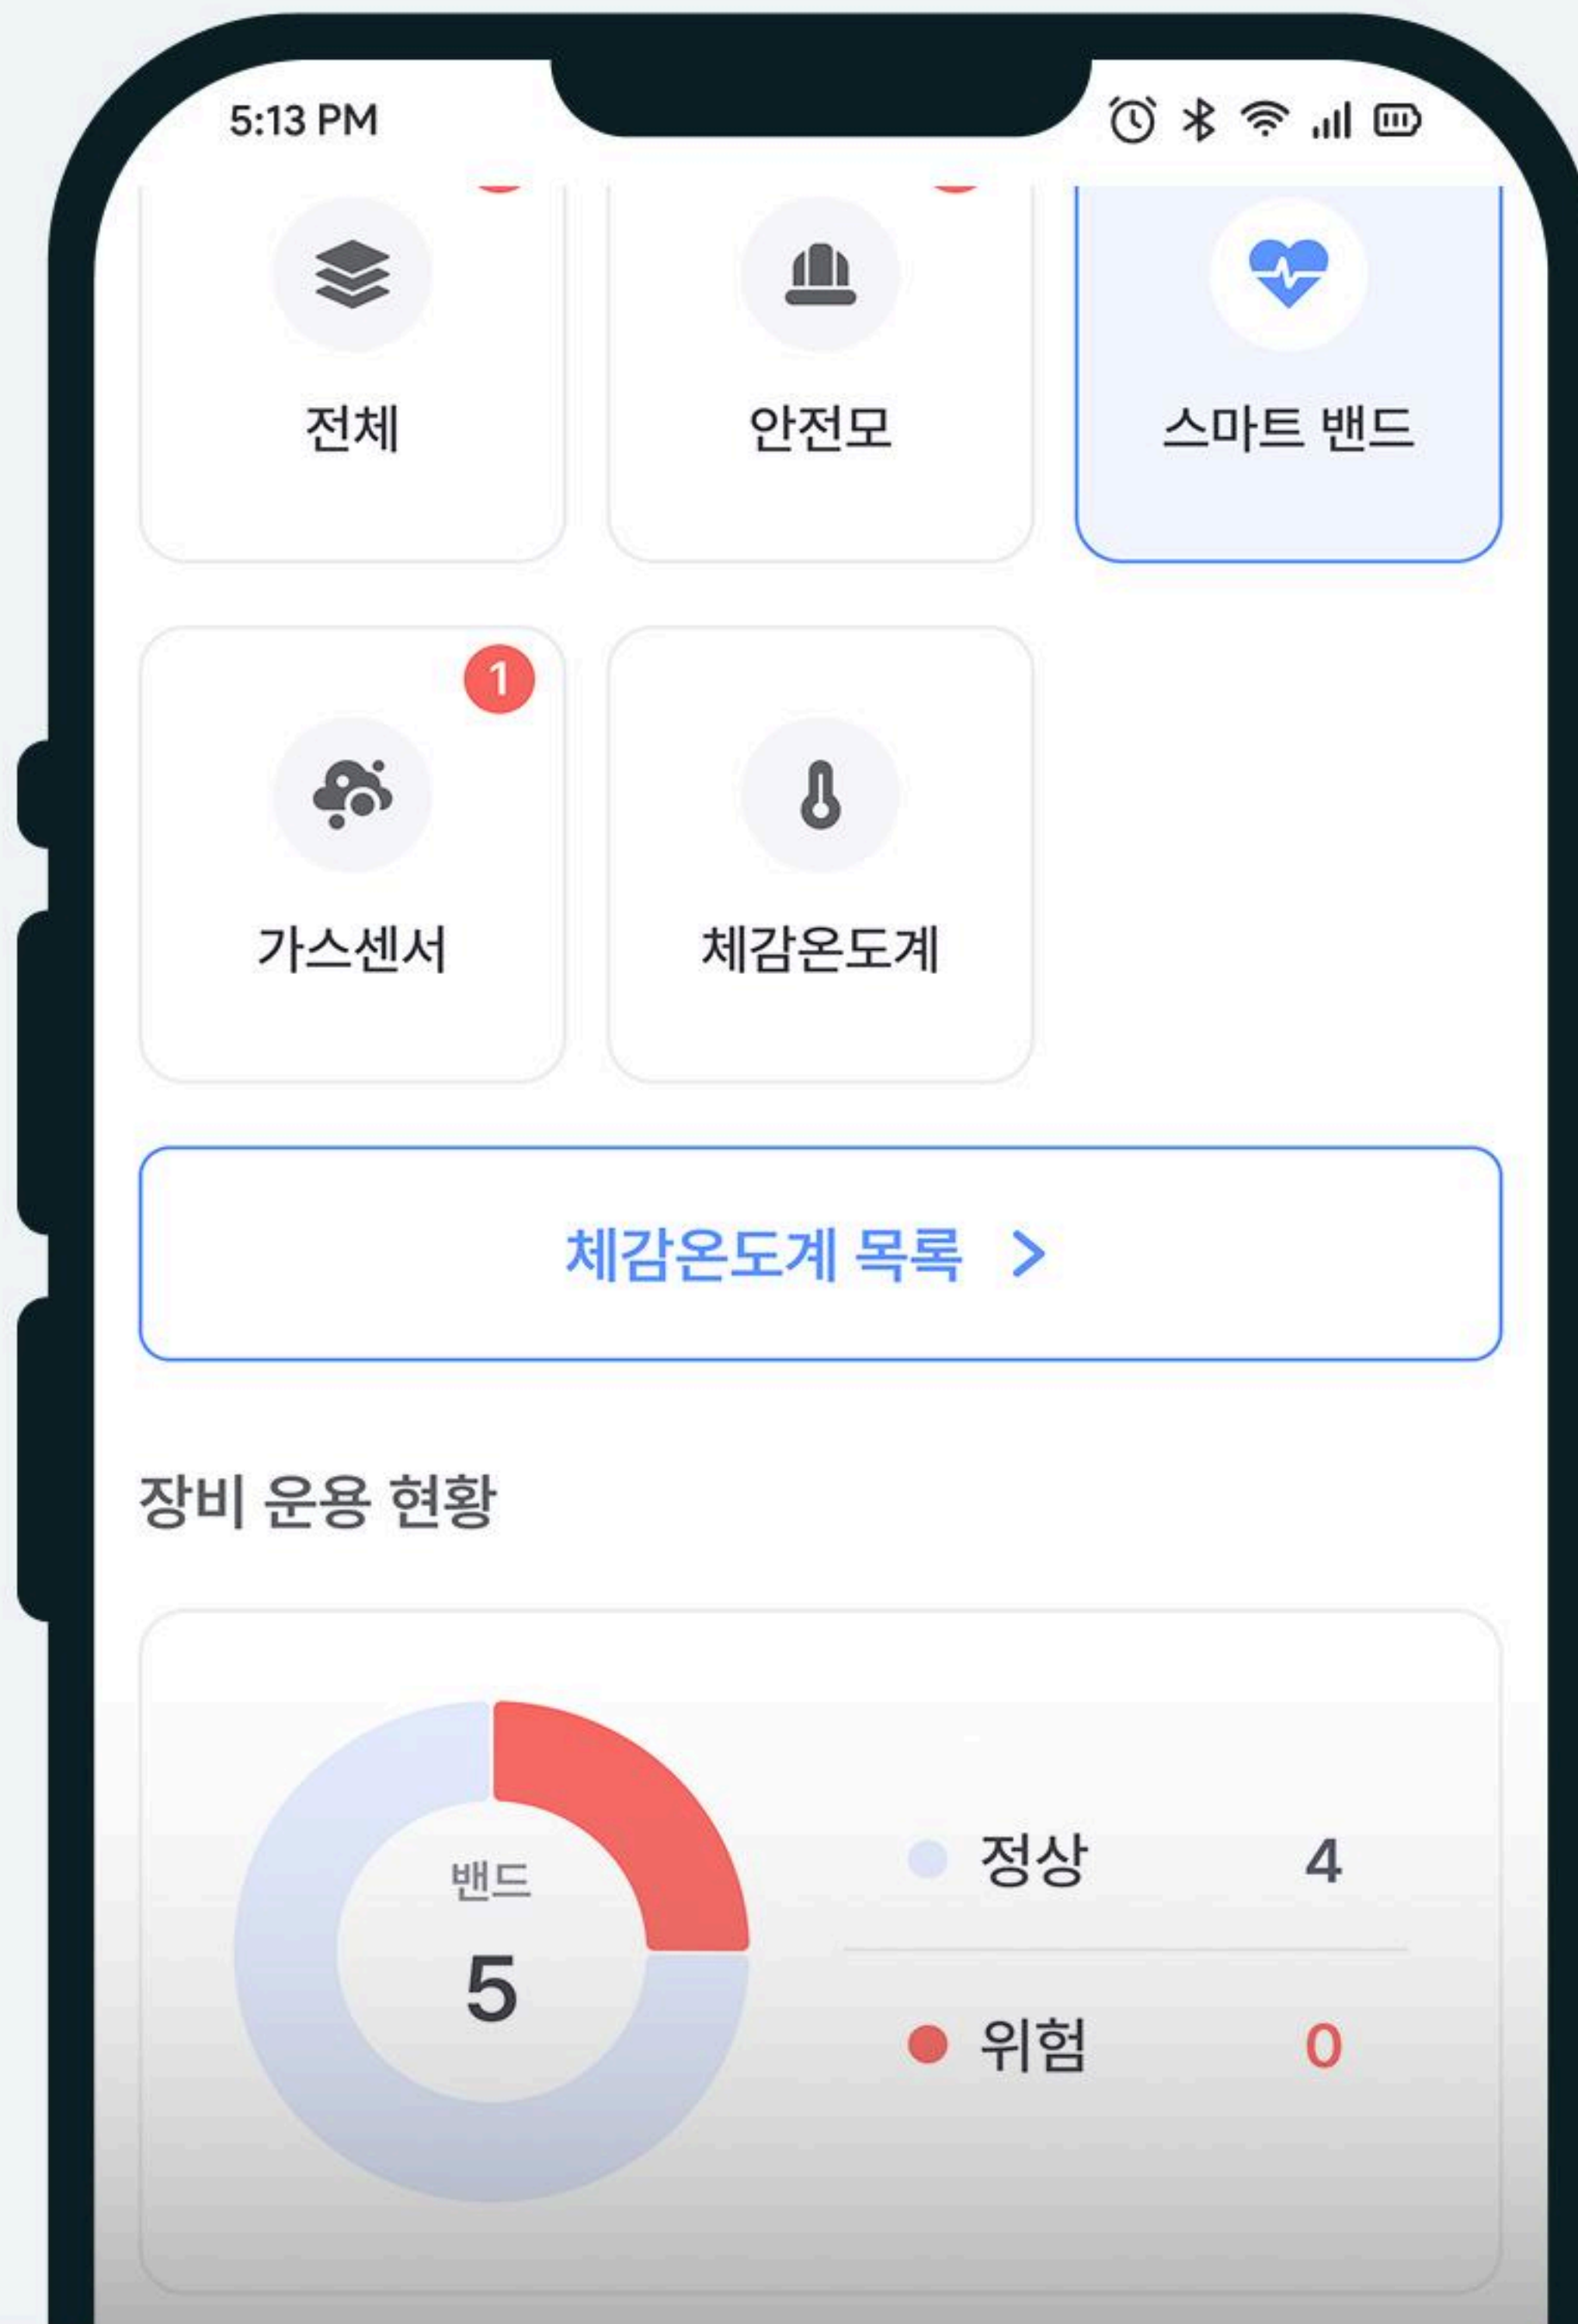 5:13 PM
전체
안전모
스마트 밴드
1
가스센서
체감온도계
체감온도계 목록
장비 운용 현황
밴드
5
정상 4
위험 0